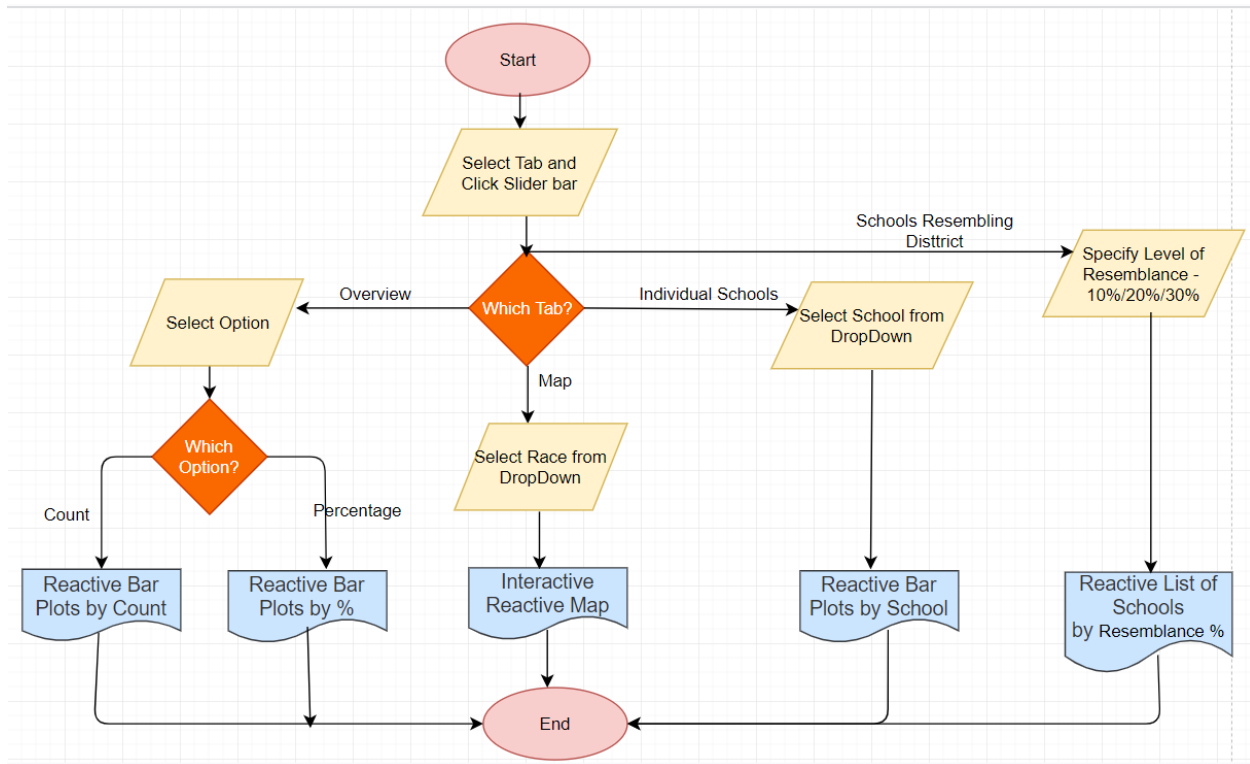 Start
Select Tab and
Click Slider bar
Schools Resembling
Disttrict
Specify Level of
Resemblance -
10%/20%/30%
Overview
Which Tab?
Individual Schools
Select Option
Select School from
DropDown
Map
Which
Option?
Select Race from
DropDown
Count
Percentage
Reactive Bar
Plots by Count
Reactive Bar
Plots by %
Interactive
Reactive Map
Reactive Bar
Plots by School
Reactive List of
Schools
by Resemblance %
End